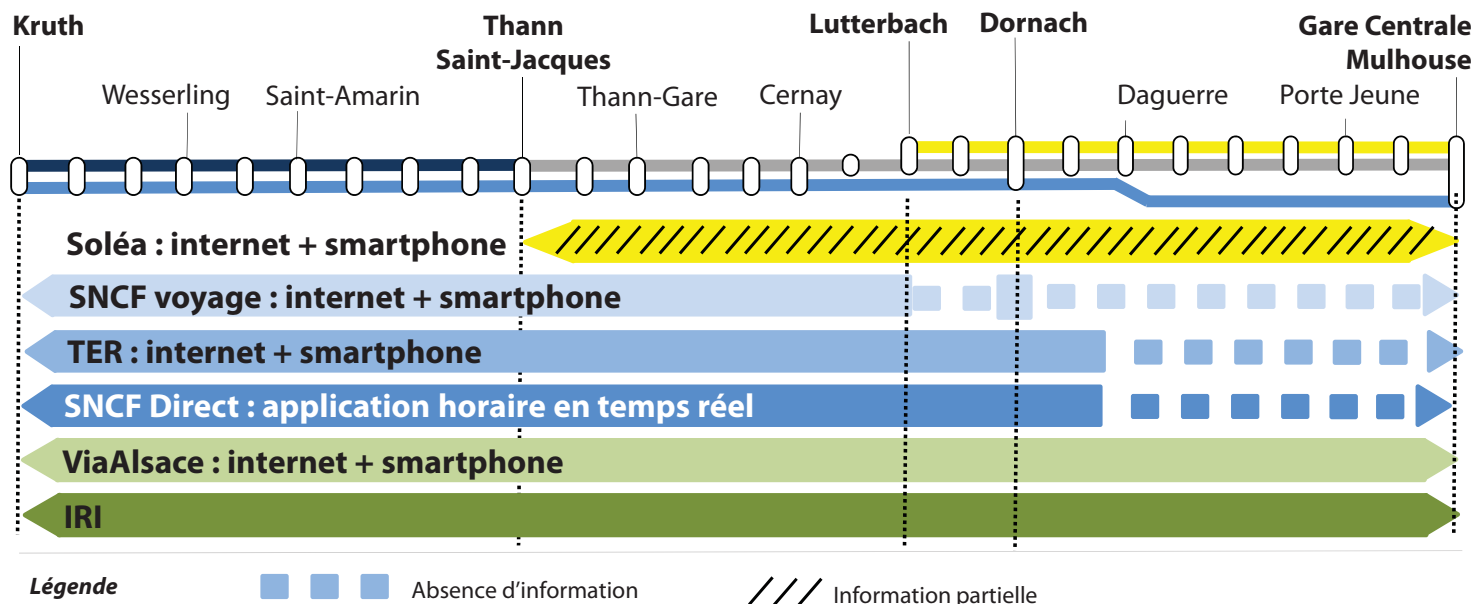 Kruth
Thann
Saint-Jacques
Lutterbach
Dornach
Gare Centrale
Mulhouse
Wesserling
Saint-Amarin
Thann-Gare
Cernay
Daguerre
Porte Jeune
Soléa : internet + smartphone
SNCF voyage : internet + smartphone
TER : internet + smartphone
SNCF Direct : application horaire en temps réel
ViaAlsace : internet + smartphone
IRI
Légende
Absence d’information
Information partielle